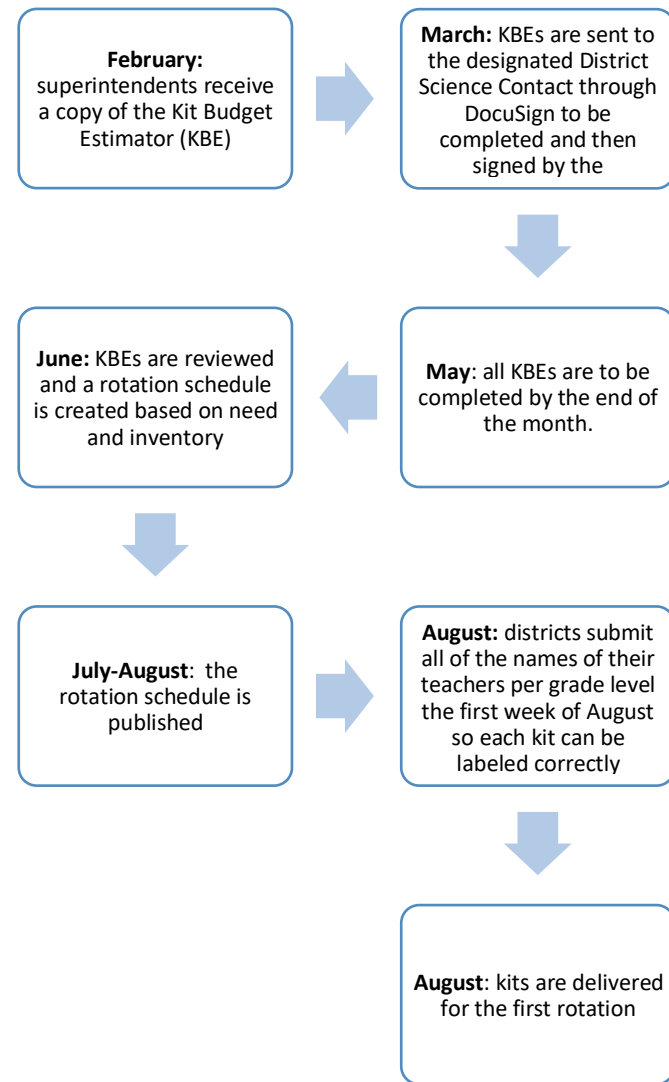 February:
superintendents receive
a copy of the Kit Budget
Estimator (KBE)
March: KBEs are sent to
the designated District
Science Contact through
DocuSign to be
completed and then
signed by the
May: all KBEs are to be
completed by the end of
the month.
June: KBEs are reviewed
and a rotation schedule
is created based on need
and inventory
July-August:  the
rotation schedule is
published
August: districts submit
all of the names of their
teachers per grade level
the first week of August
so each kit can be
labeled correctly
August: kits are delivered
for the first rotation